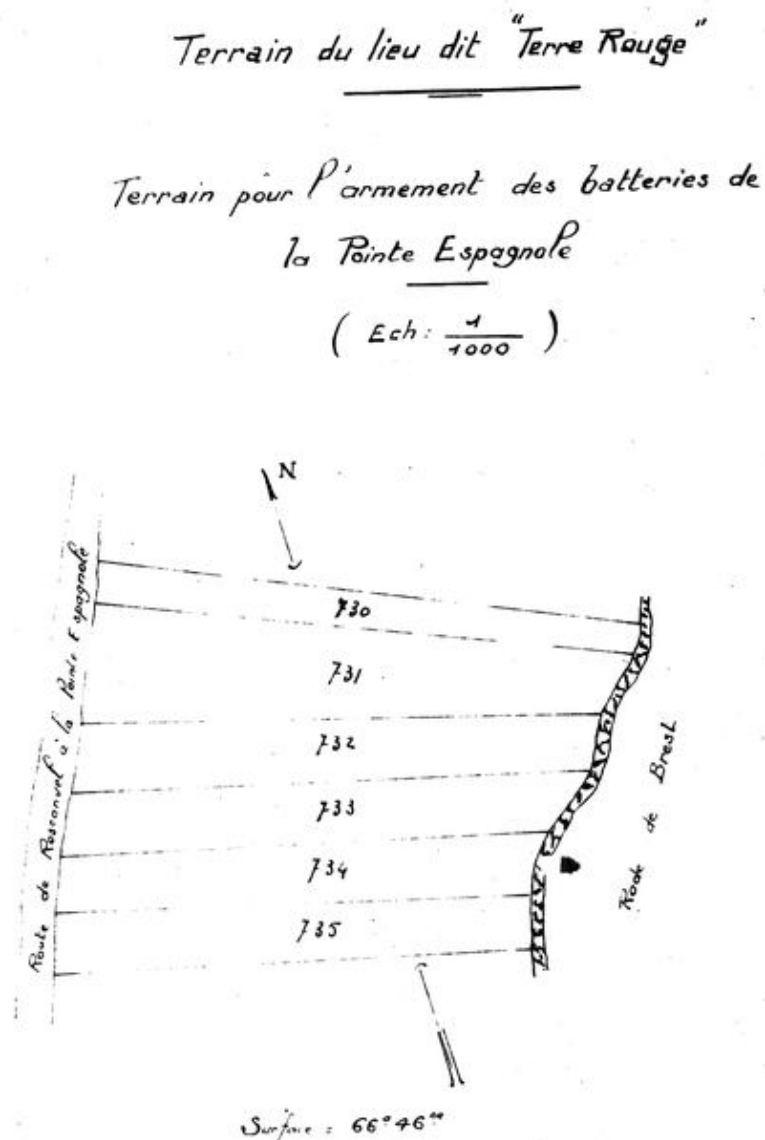 Terrain du lieu dit "Terre Rouge"
Terrain pour l'armement des batteries de
la Pointe Espagnole
( Ech: 1/1000 )
N
Route de Roscanvel à la Pointe Espagnole
730
731
732
733
734
735
Rade de Brest
Surface : 66ᵃ 46ᶜᵃ